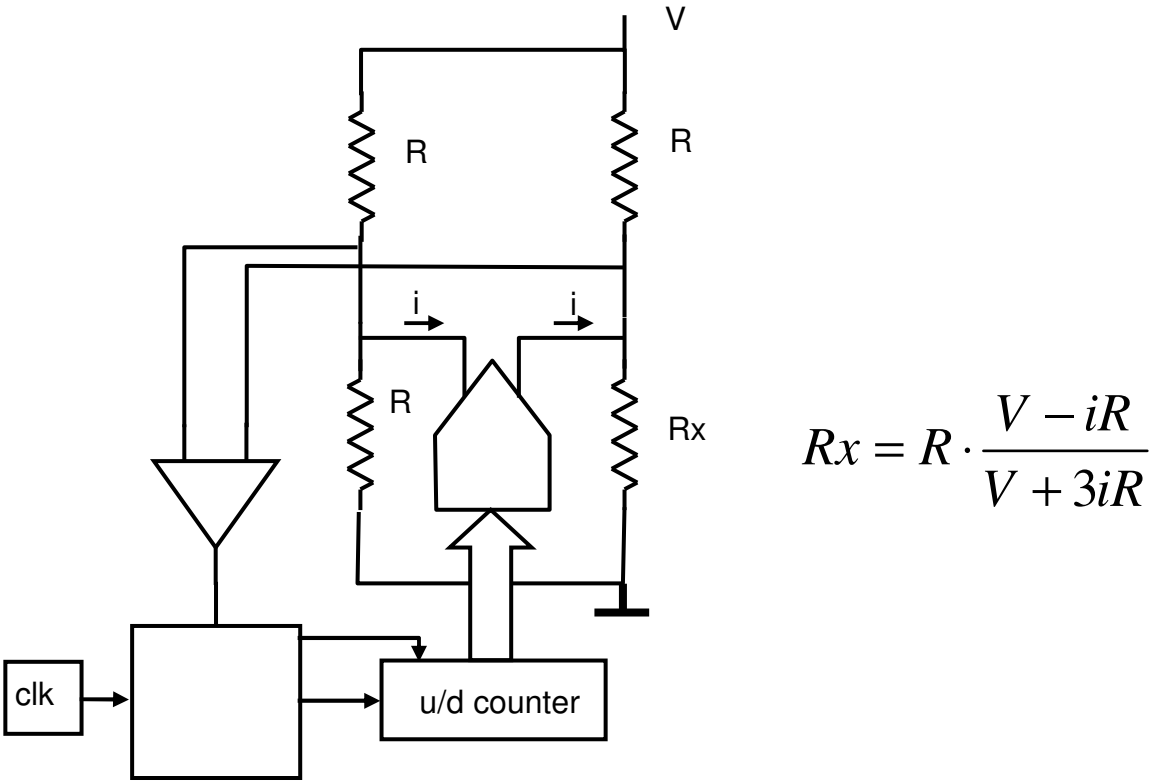 V
R
R
i
i
R
Rx
Rx = R · (V − iR) / (V + 3iR)
clk
u/d counter